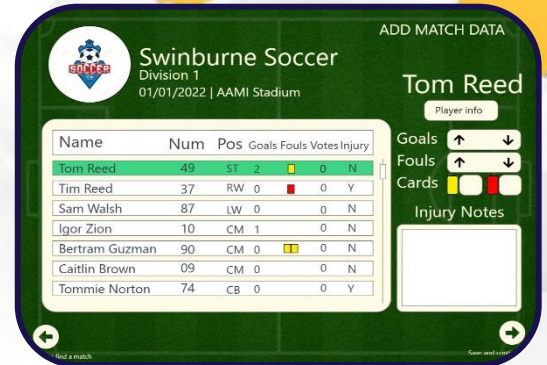 ADD MATCH DATA
SOCCER
Swinburne Soccer
Division 1
01/01/2022 | AAMI Stadium
Tom Reed
Player info
Name Num Pos Goals Fouls Votes Injury
Tom Reed 49 ST 2 0 N
Tim Reed 37 RW 0 0 Y
Sam Walsh 87 LW 0 0 N
Igor Zion 10 CM 1 0 N
Bertram Guzman 90 CM 0 0 N
Caitlin Brown 09 CM 0 0 N
Tommie Norton 74 CB 0 0 Y
Goals
Fouls
Cards
Injury Notes
find a match
Save and